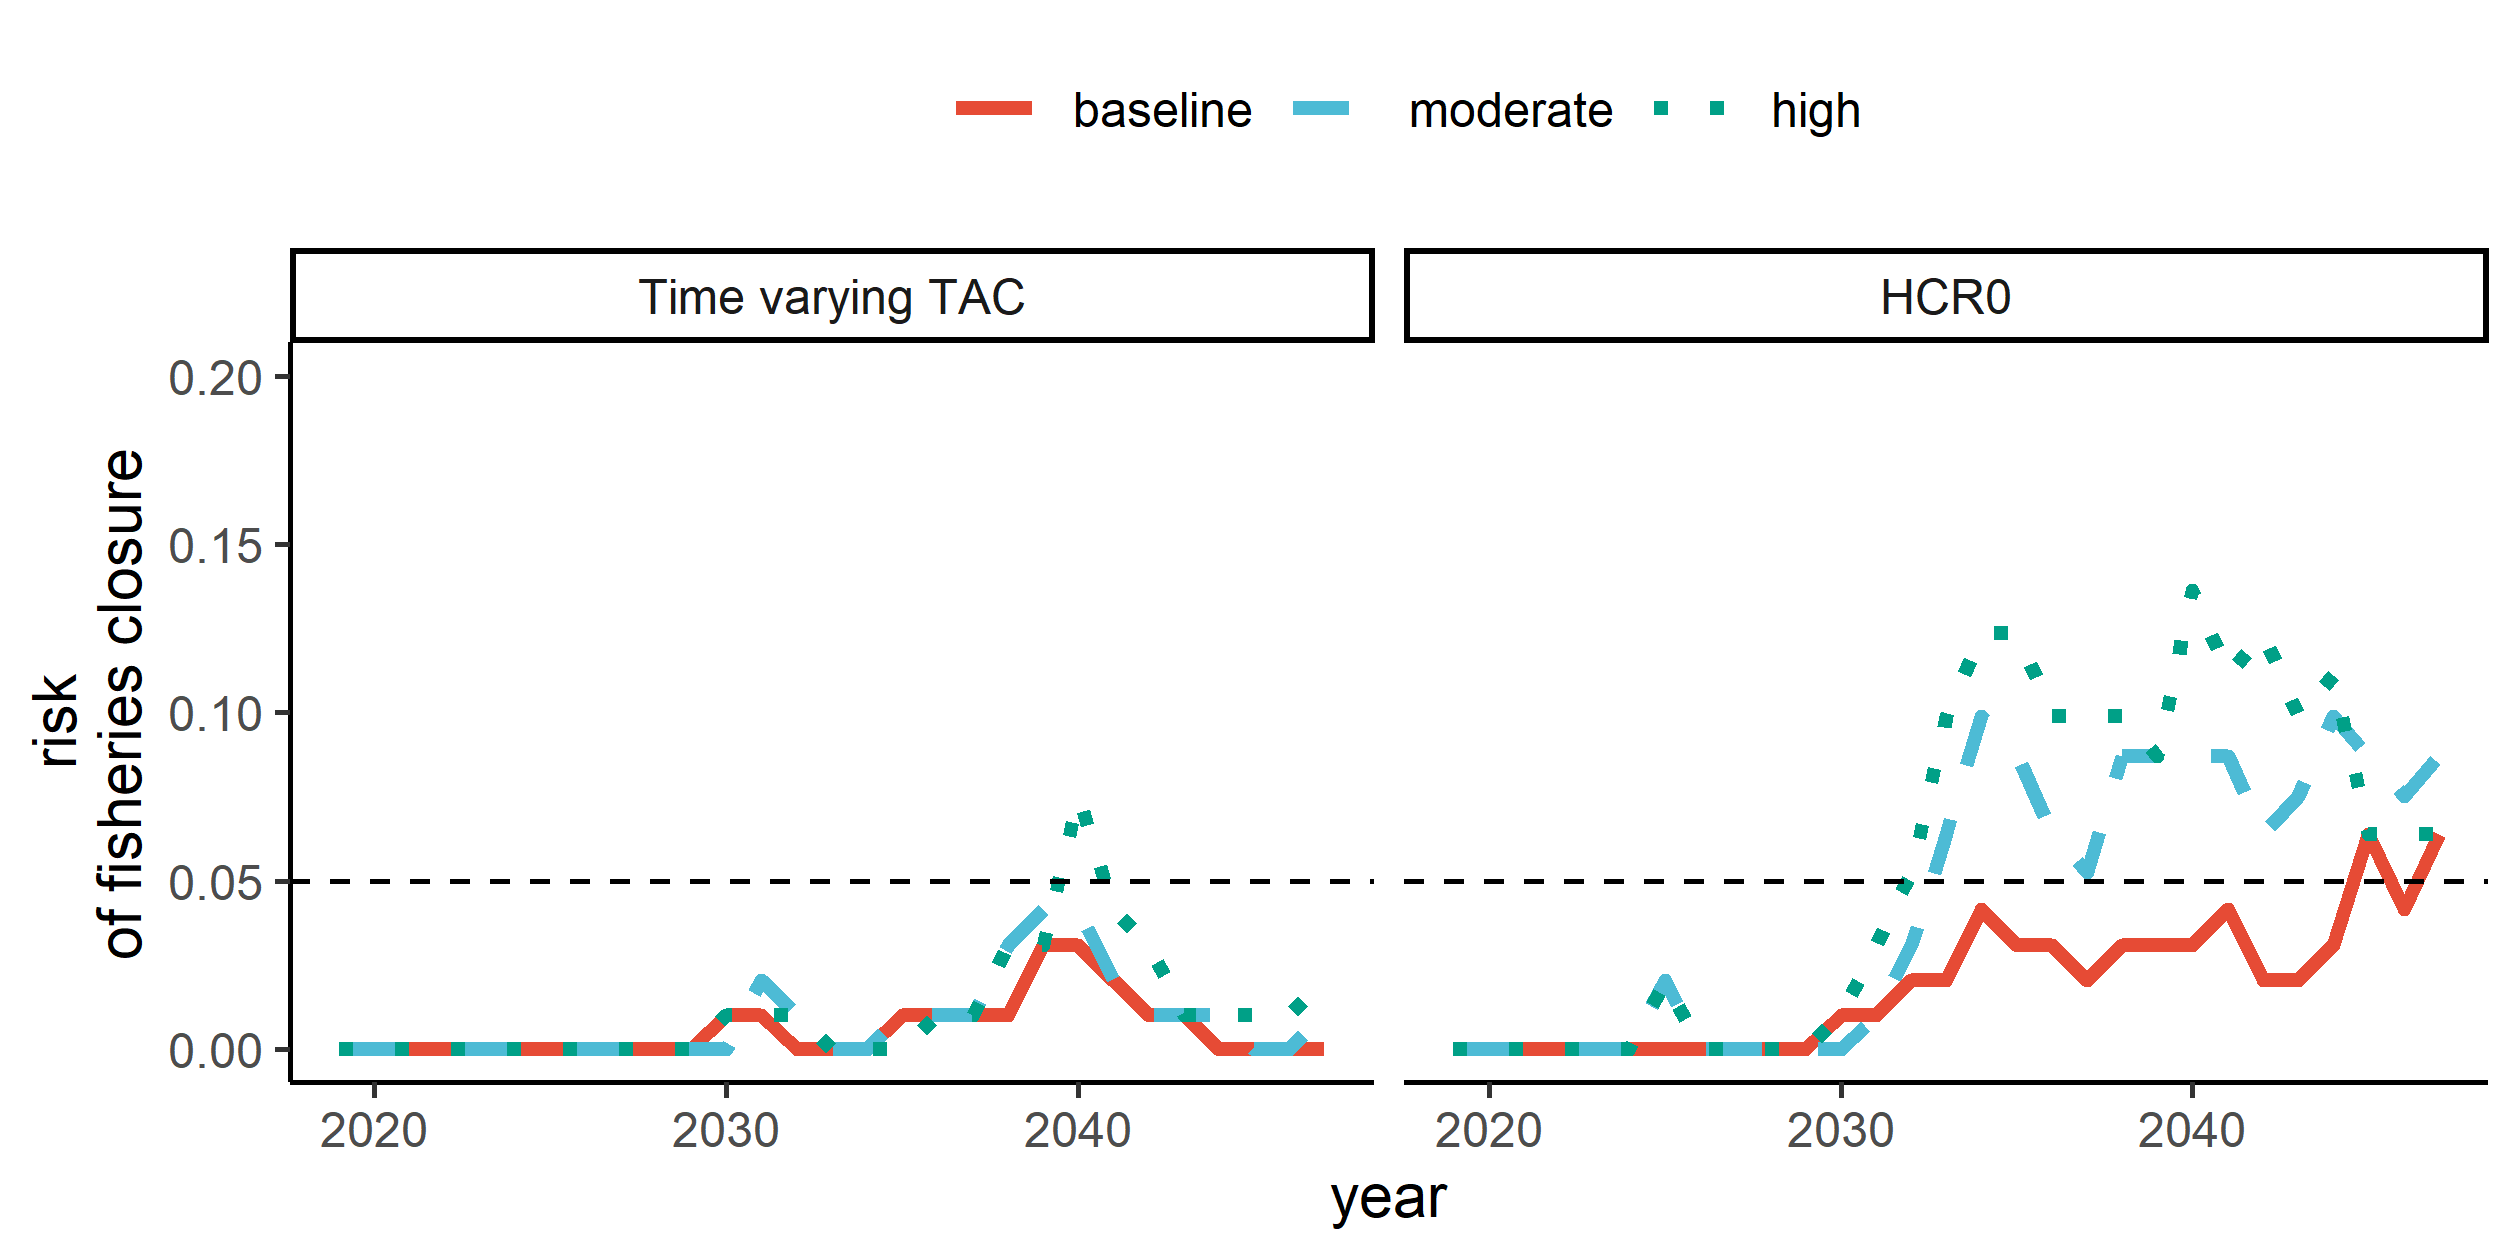 baseline moderate high
Time varying TAC HCR0
risk
of fisheries closure
0.20
0.15
0.10
0.05
0.00
2020 2030 2040 2020 2030 2040
year